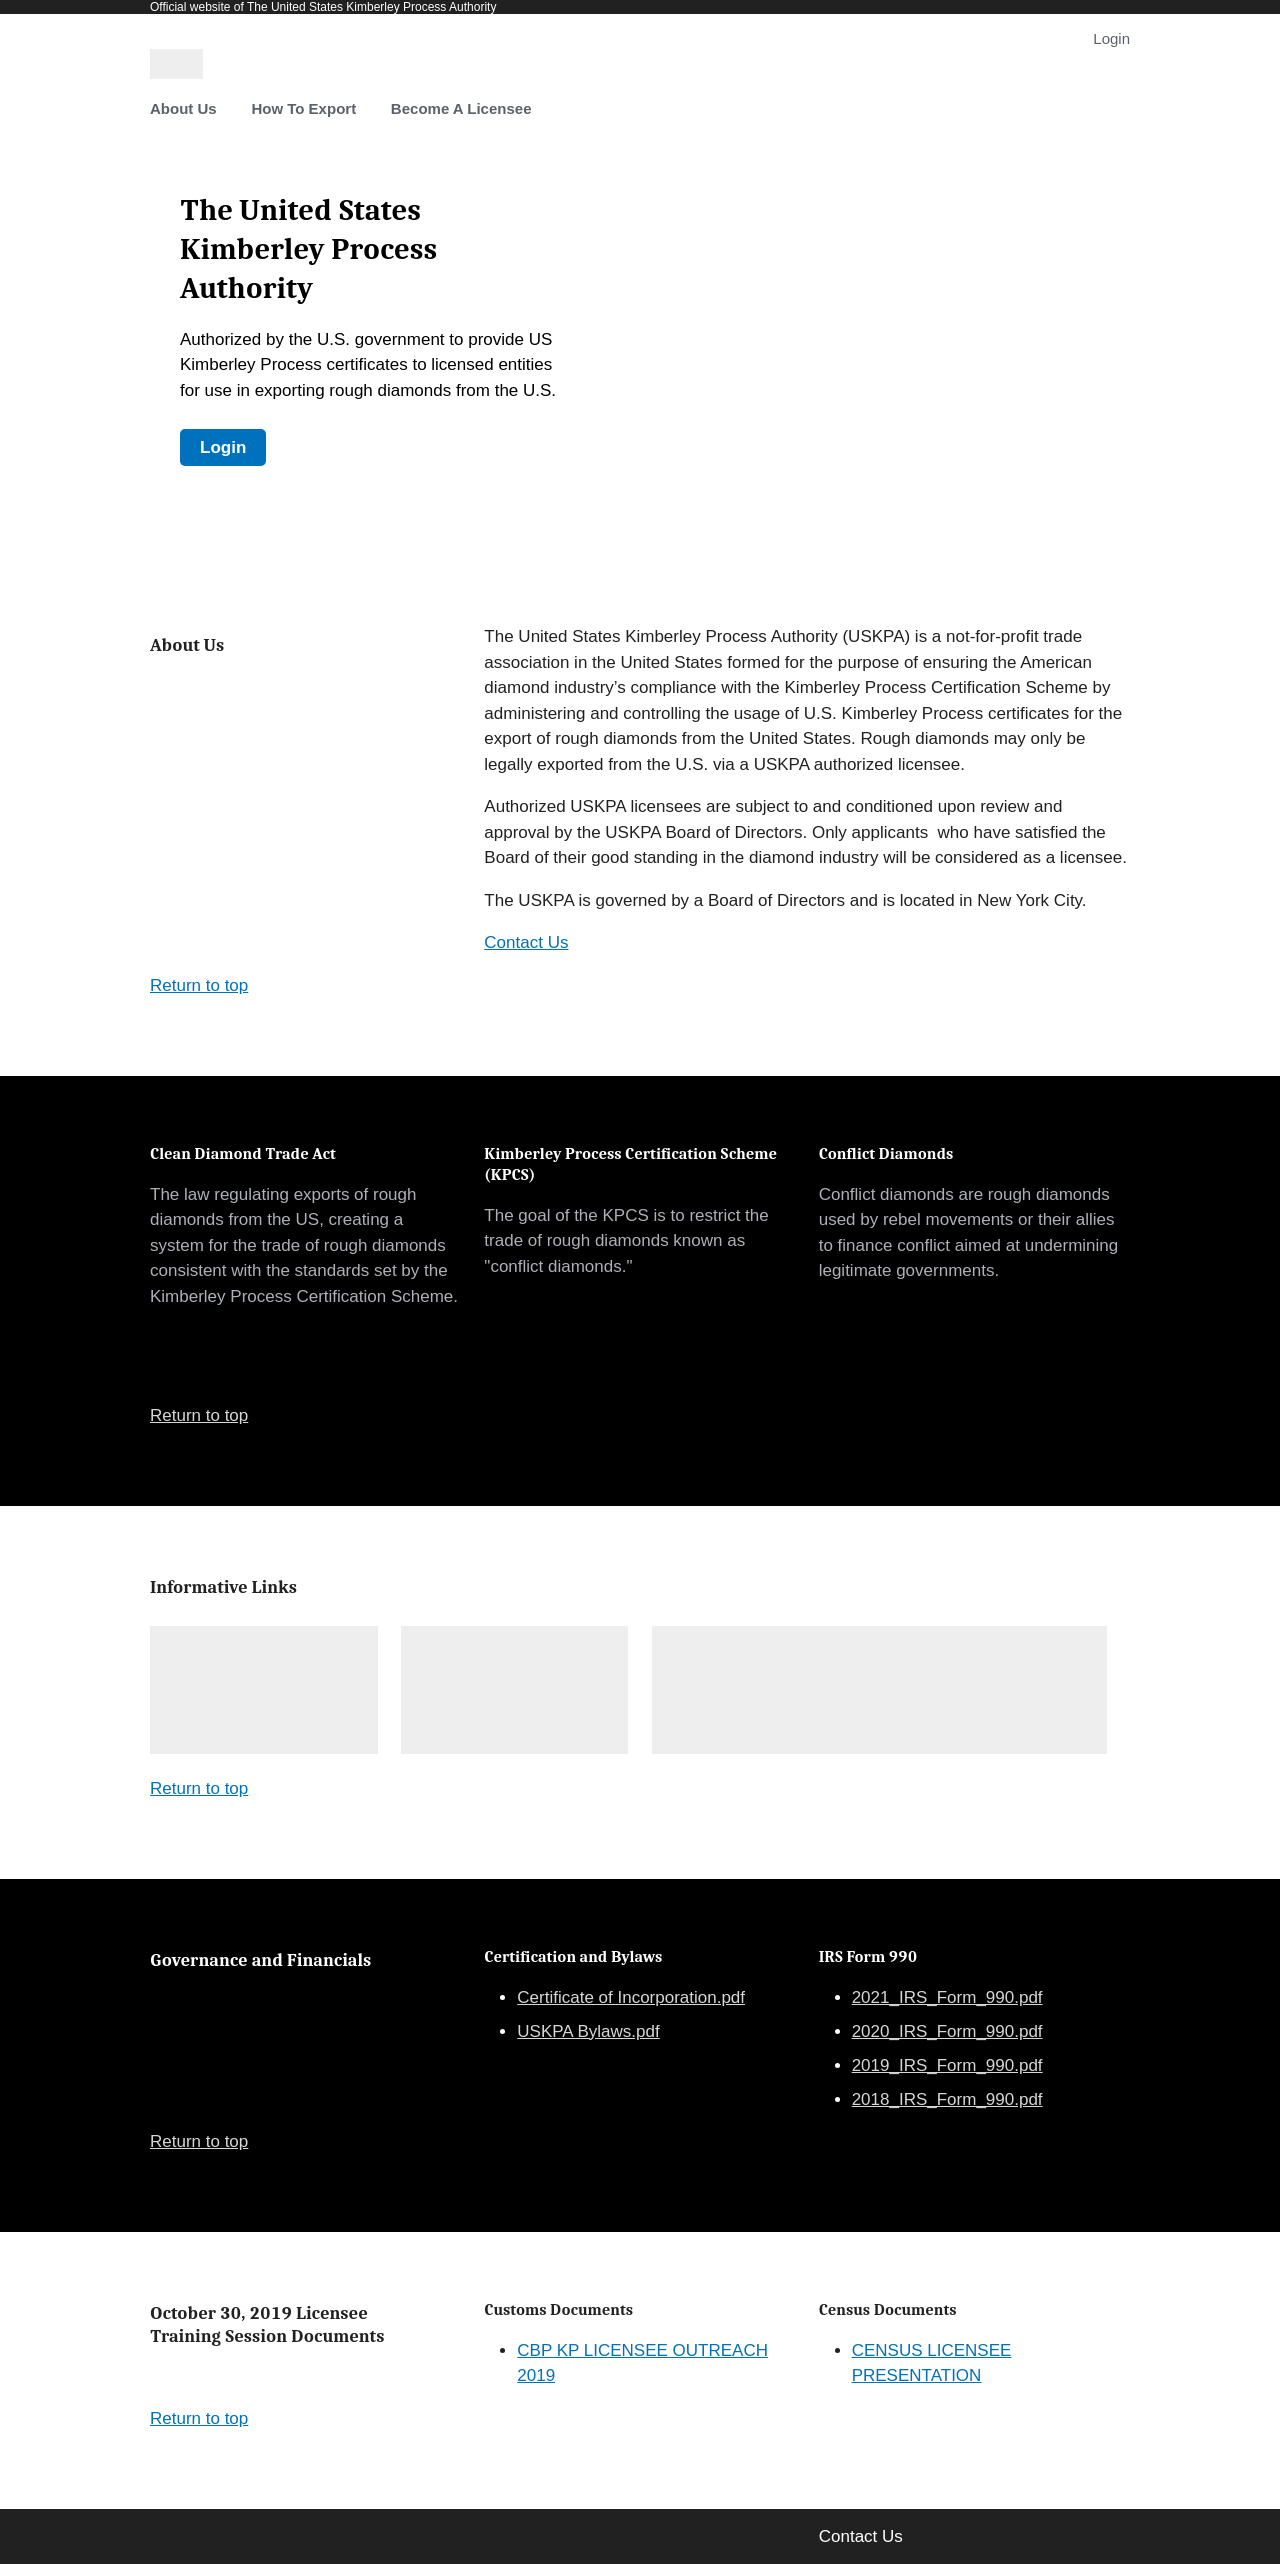 Official website of The United States Kimberley Process Authority
Login
About Us
How To Export
Become A Licensee
The United States
Kimberley Process
Authority
Authorized by the U.S. government to provide US
Kimberley Process certificates to licensed entities
for use in exporting rough diamonds from the U.S.
Login
About Us
The United States Kimberley Process Authority (USKPA) is a not-for-profit trade
association in the United States formed for the purpose of ensuring the American
diamond industry’s compliance with the Kimberley Process Certification Scheme by
administering and controlling the usage of U.S. Kimberley Process certificates for the
export of rough diamonds from the United States. Rough diamonds may only be
legally exported from the U.S. via a USKPA authorized licensee.
Authorized USKPA licensees are subject to and conditioned upon review and
approval by the USKPA Board of Directors. Only applicants  who have satisfied the
Board of their good standing in the diamond industry will be considered as a licensee.
The USKPA is governed by a Board of Directors and is located in New York City.
Contact Us
Return to top
Clean Diamond Trade Act
The law regulating exports of rough
diamonds from the US, creating a
system for the trade of rough diamonds
consistent with the standards set by the
Kimberley Process Certification Scheme.
Kimberley Process Certification Scheme
(KPCS)
The goal of the KPCS is to restrict the
trade of rough diamonds known as
"conflict diamonds."
Conflict Diamonds
Conflict diamonds are rough diamonds
used by rebel movements or their allies
to finance conflict aimed at undermining
legitimate governments.
Return to top
Informative Links
Return to top
Governance and Financials
Certification and Bylaws
Certificate of Incorporation.pdf
USKPA Bylaws.pdf
IRS Form 990
2021_IRS_Form_990.pdf
2020_IRS_Form_990.pdf
2019_IRS_Form_990.pdf
2018_IRS_Form_990.pdf
Return to top
October 30, 2019 Licensee
Training Session Documents
Customs Documents
CBP KP LICENSEE OUTREACH
2019
Census Documents
CENSUS LICENSEE
PRESENTATION
Return to top
Contact Us